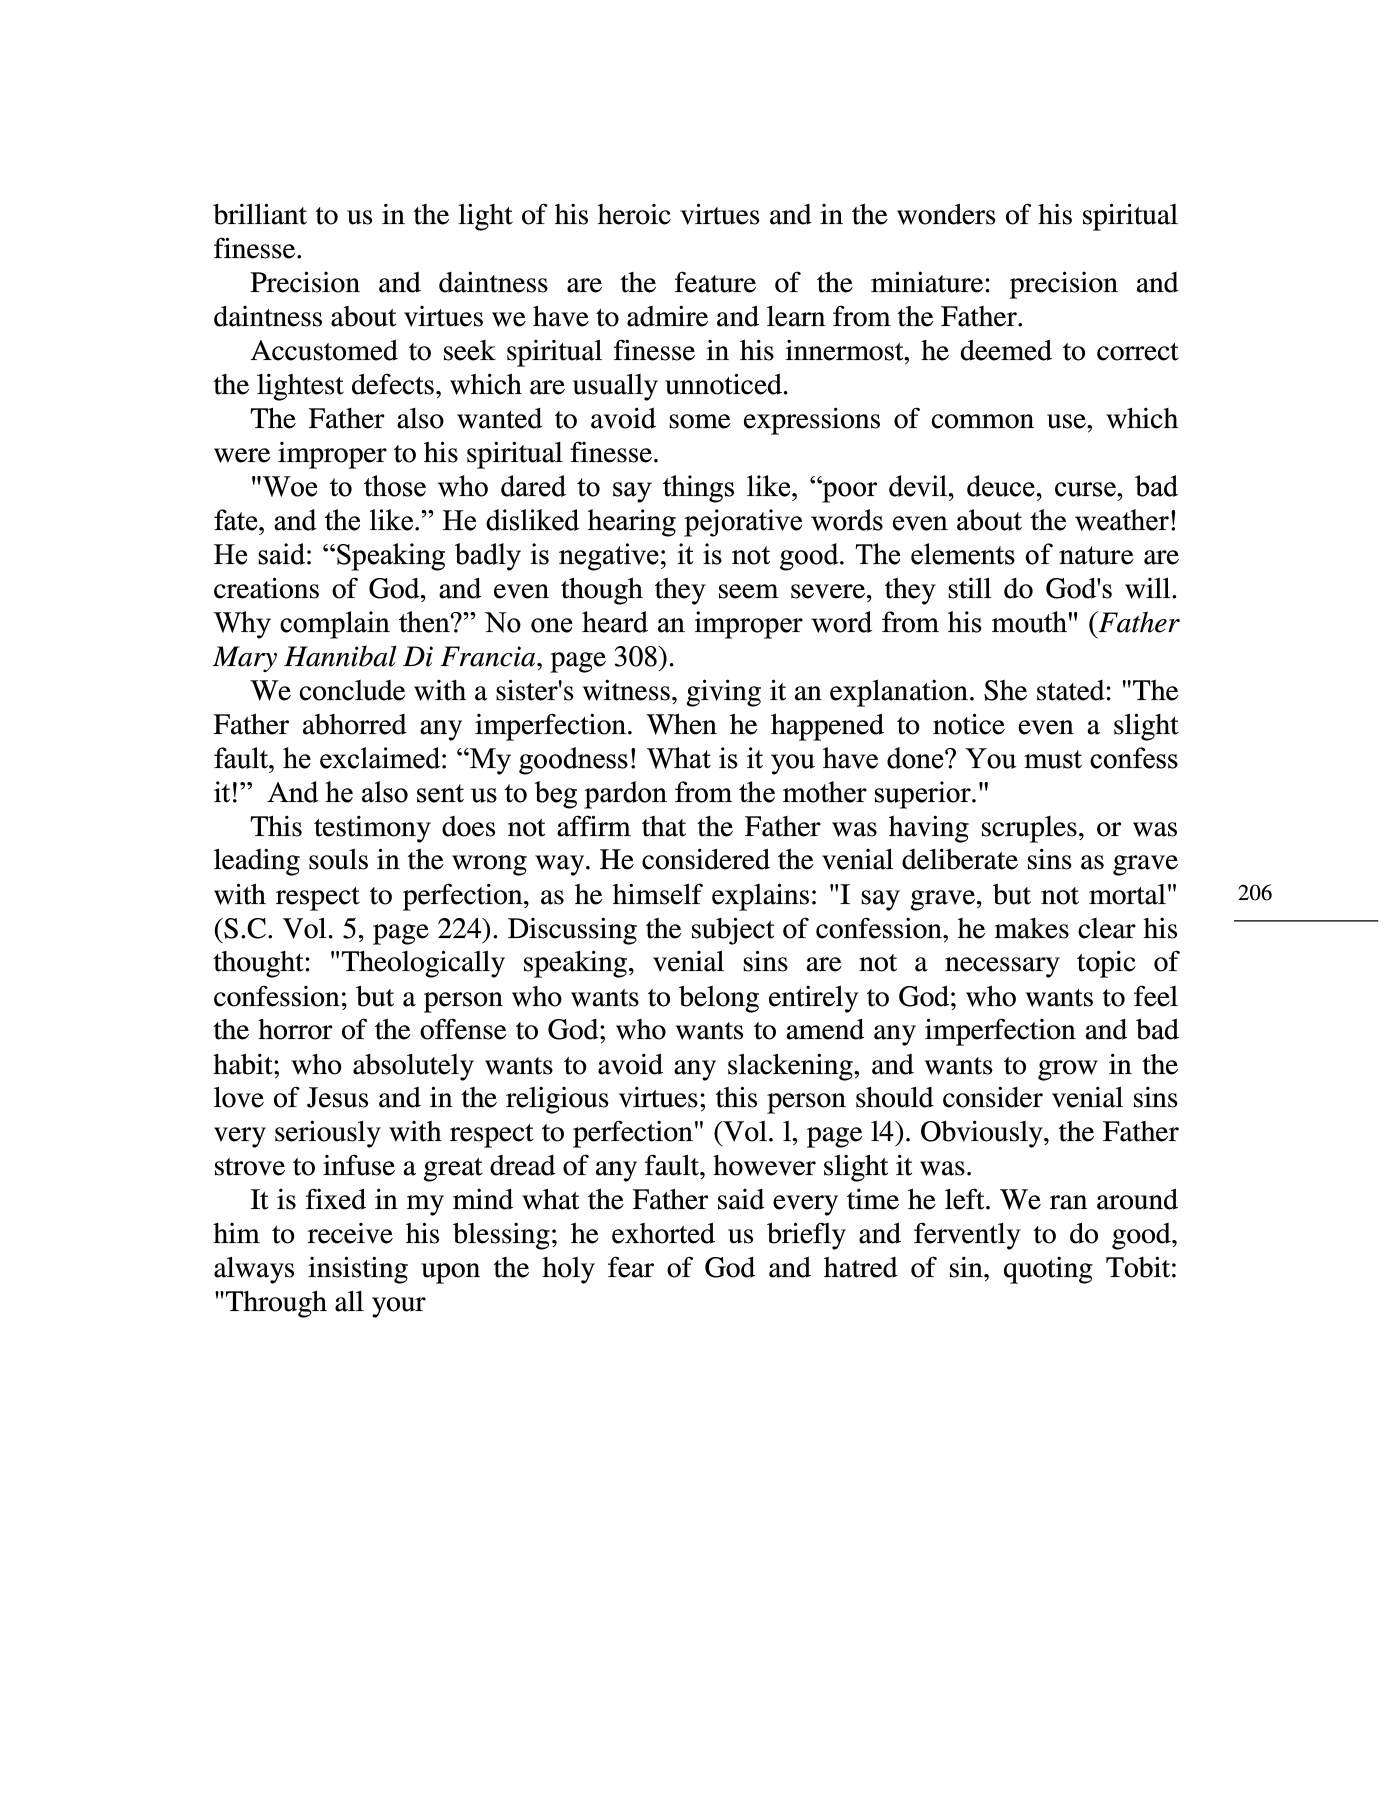 brilliant to us in the light of his heroic virtues and in the wonders of his spiritual
finesse.
Precision and daintness are the feature of the miniature: precision and
daintness about virtues we have to admire and learn from the Father.
Accustomed to seek spiritual finesse in his innermost, he deemed to correct
the lightest defects, which are usually unnoticed.
The Father also wanted to avoid some expressions of common use, which
were improper to his spiritual finesse.
"Woe to those who dared to say things like, “poor devil, deuce, curse, bad
fate, and the like.” He disliked hearing pejorative words even about the weather!
He said: “Speaking badly is negative; it is not good. The elements of nature are
creations of God, and even though they seem severe, they still do God's will.
Why complain then?” No one heard an improper word from his mouth" (Father
Mary Hannibal Di Francia, page 308).
We conclude with a sister's witness, giving it an explanation. She stated: "The
Father abhorred any imperfection. When he happened to notice even a slight
fault, he exclaimed: “My goodness! What is it you have done? You must confess
it!”  And he also sent us to beg pardon from the mother superior."
This testimony does not affirm that the Father was having scruples, or was
leading souls in the wrong way. He considered the venial deliberate sins as grave
with respect to perfection, as he himself explains: "I say grave, but not mortal"
(S.C. Vol. 5, page 224). Discussing the subject of confession, he makes clear his
thought: "Theologically speaking, venial sins are not a necessary topic of
confession; but a person who wants to belong entirely to God; who wants to feel
the horror of the offense to God; who wants to amend any imperfection and bad
habit; who absolutely wants to avoid any slackening, and wants to grow in the
love of Jesus and in the religious virtues; this person should consider venial sins
very seriously with respect to perfection" (Vol. l, page l4). Obviously, the Father
strove to infuse a great dread of any fault, however slight it was.
It is fixed in my mind what the Father said every time he left. We ran around
him to receive his blessing; he exhorted us briefly and fervently to do good,
always insisting upon the holy fear of God and hatred of sin, quoting Tobit:
"Through all your
206